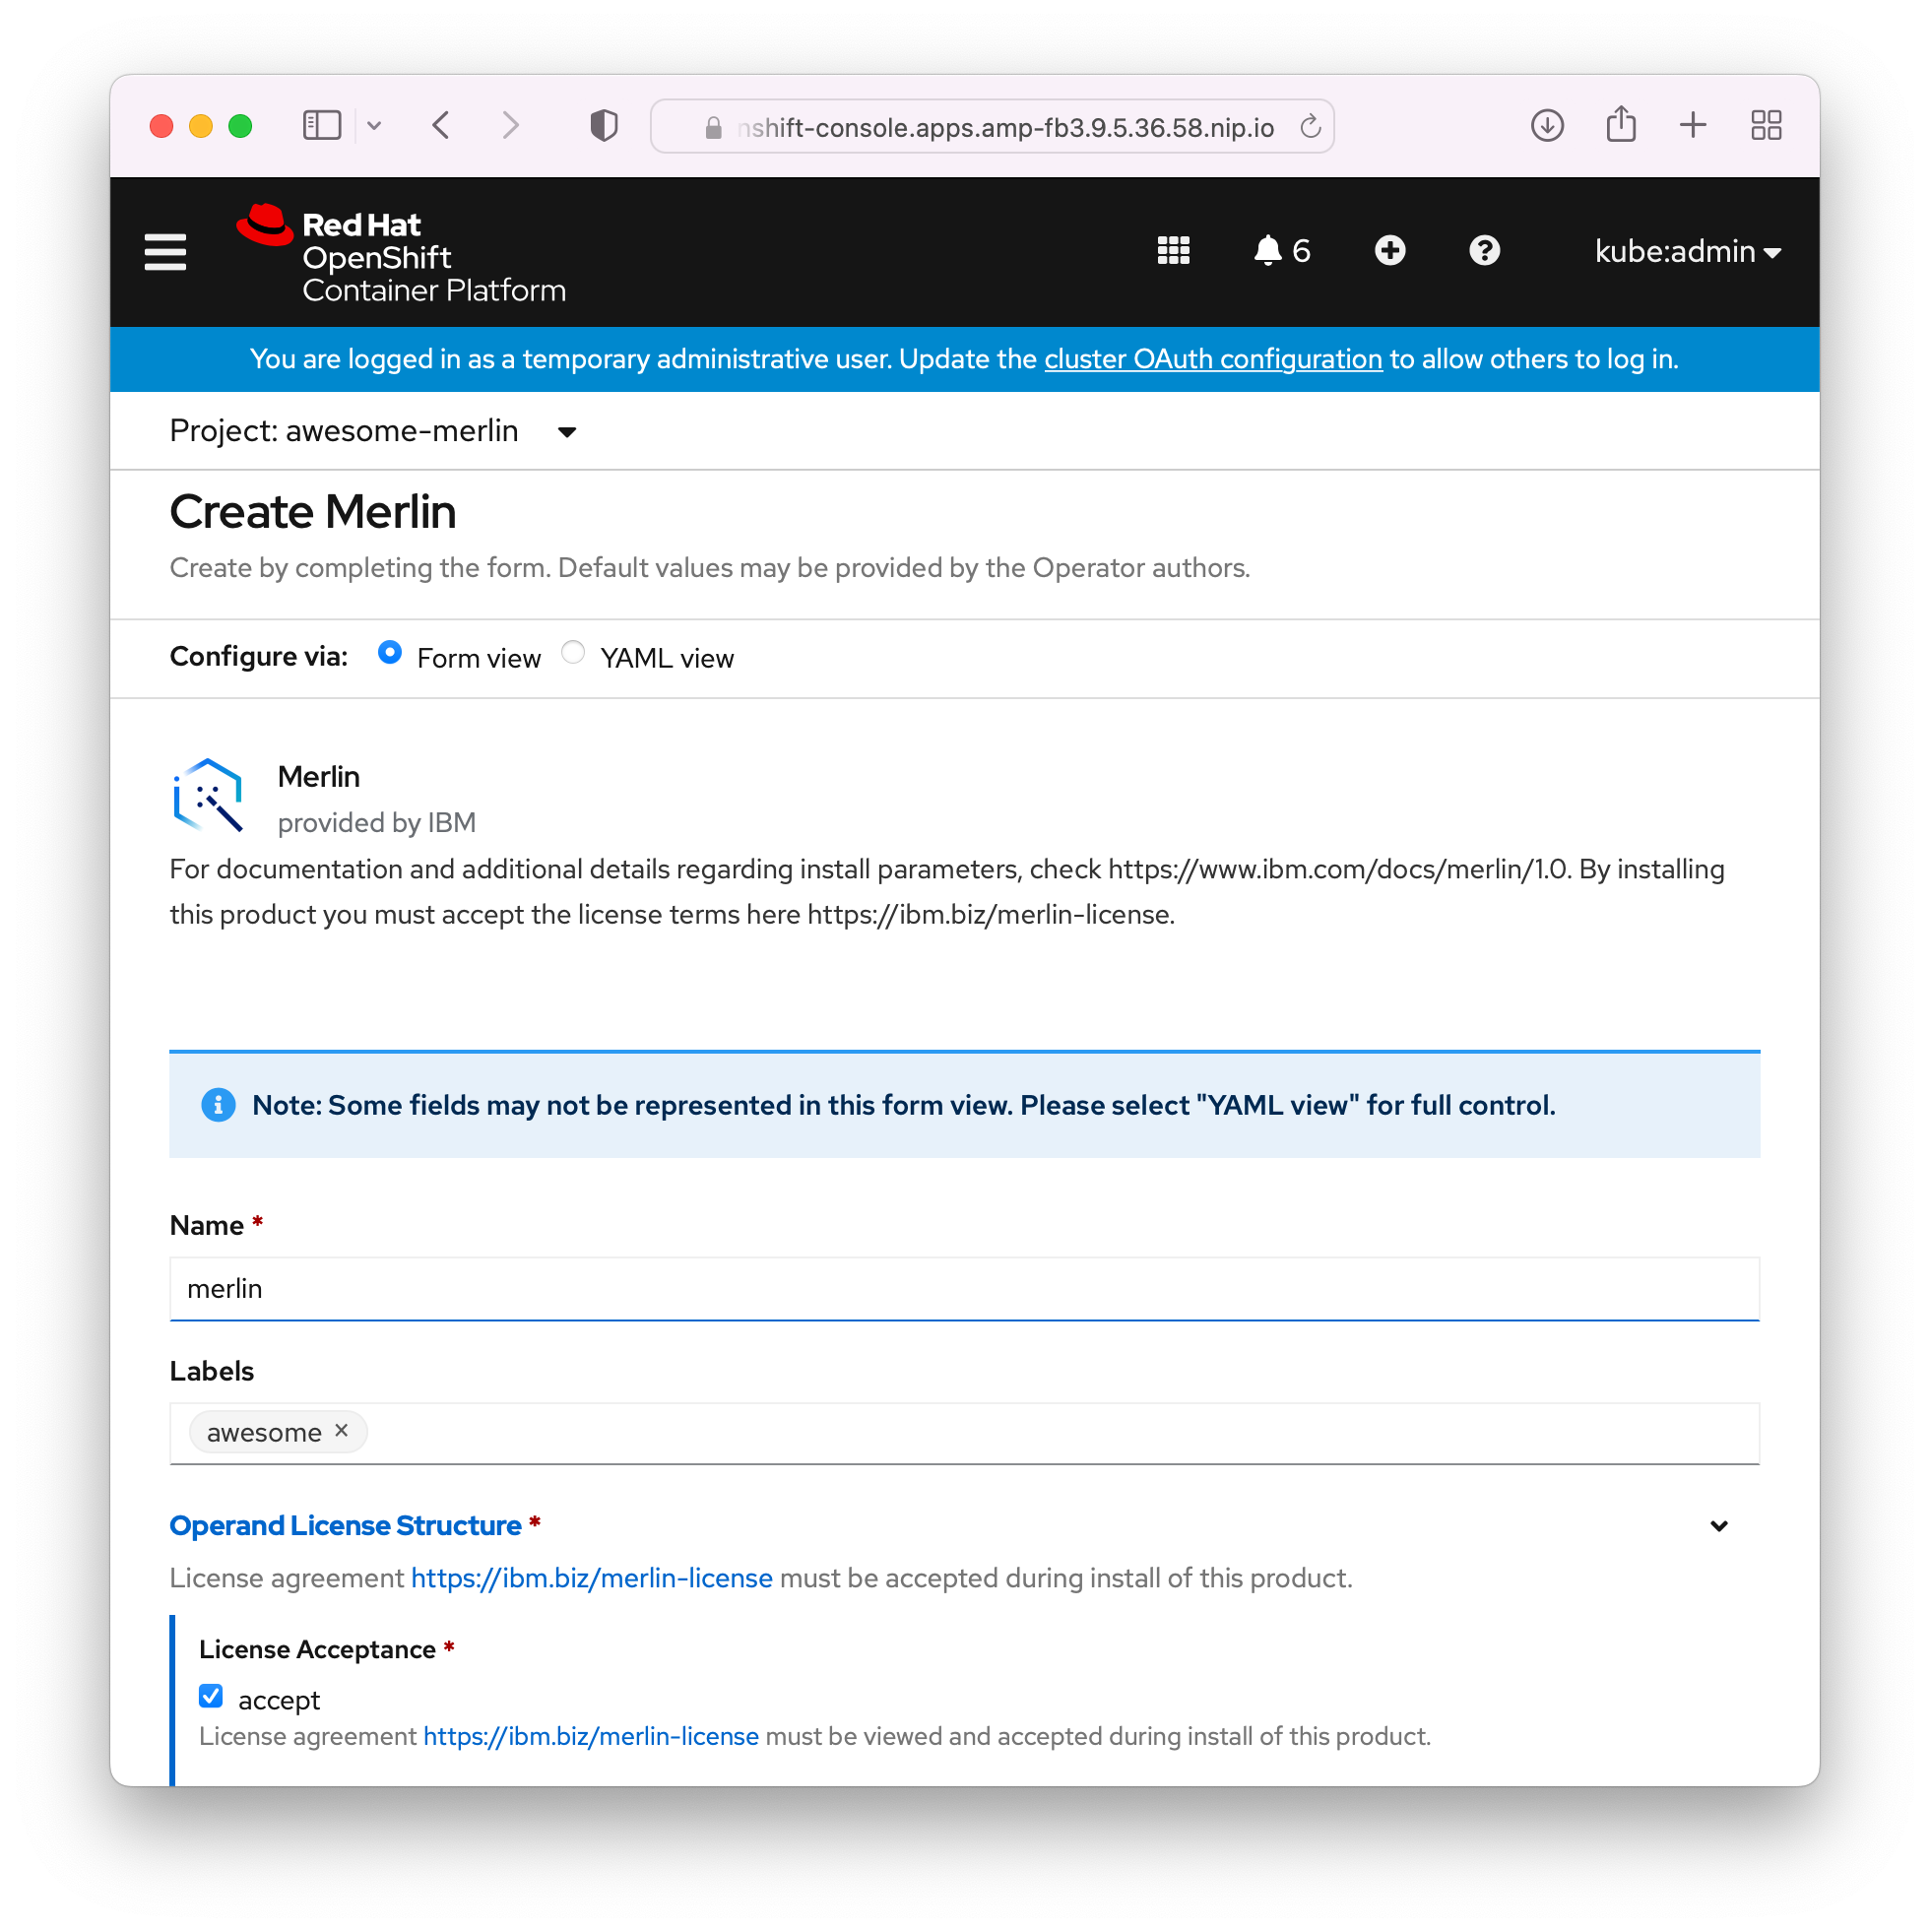 nshift-console.apps.amp-fb3.9.5.36.58.nip.io
Red Hat
OpenShift
Container Platform
6
kube:admin
You are logged in as a temporary administrative user. Update the cluster OAuth configuration to allow others to log in.
Project: awesome-merlin
Create Merlin
Create by completing the form. Default values may be provided by the Operator authors.
Configure via: Form view YAML view
Merlin
provided by IBM
For documentation and additional details regarding install parameters, check https://www.ibm.com/docs/merlin/1.0. By installing
this product you must accept the license terms here https://ibm.biz/merlin-license.
Note: Some fields may not be represented in this form view. Please select "YAML view" for full control.
Name *
merlin
Labels
awesome ×
Operand License Structure *
License agreement https://ibm.biz/merlin-license must be accepted during install of this product.
License Acceptance *
accept
License agreement https://ibm.biz/merlin-license must be viewed and accepted during install of this product.